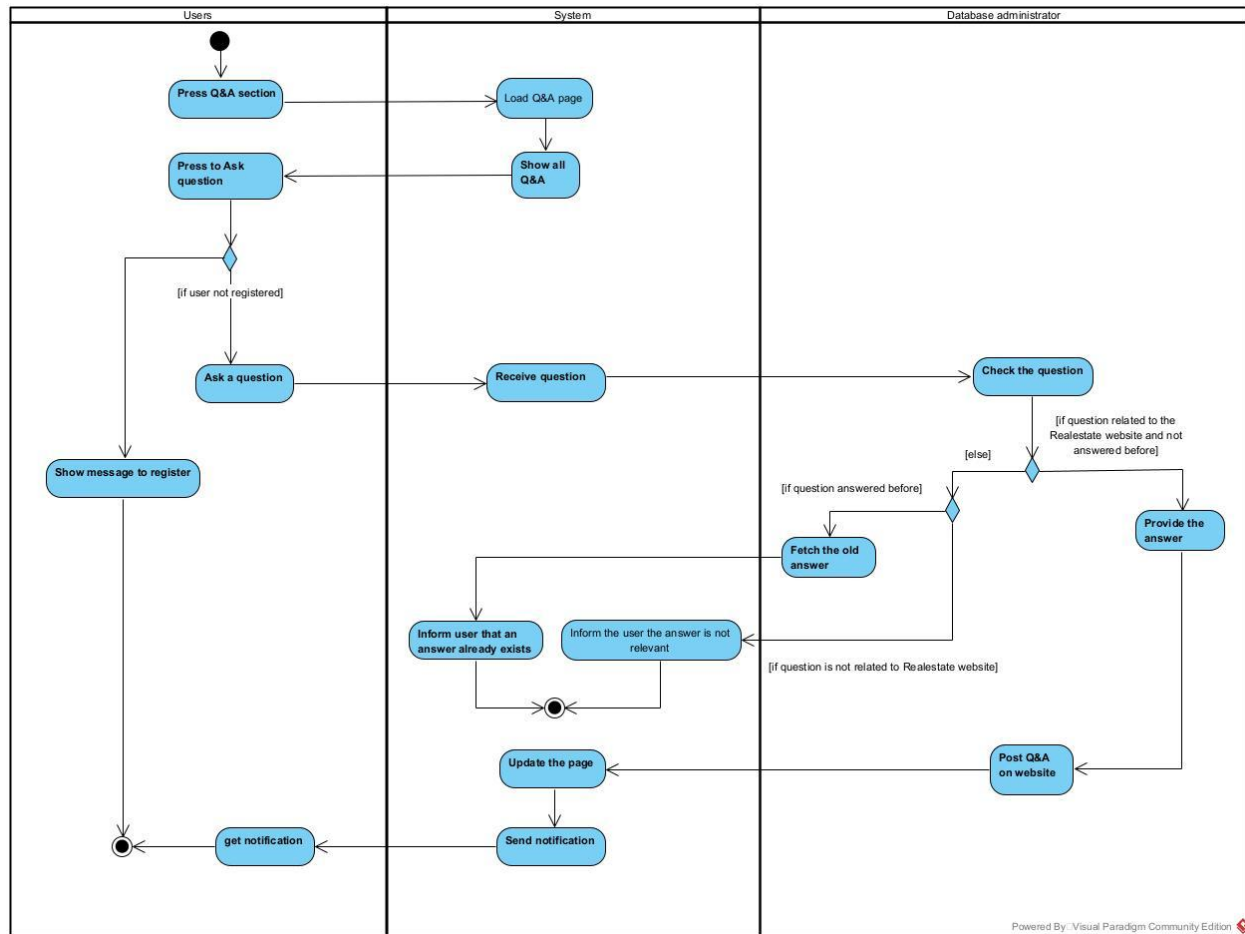 Users
System
Database administrator
Press Q&A section
Load Q&A page
Press to Ask
question
Show all
Q&A
[if user not registered]
Ask a question
Receive question
Check the question
[if question related to the
Realestate website and not
answered before]
[else]
Show message to register
[if question answered before]
Provide the
answer
Fetch the old
answer
Inform user that an
answer already exists
Inform the user the answer is not
relevant
[if question is not related to Realestate website]
Update the page
Post Q&A
on website
get notification
Send notification
Powered By Visual Paradigm Community Edition